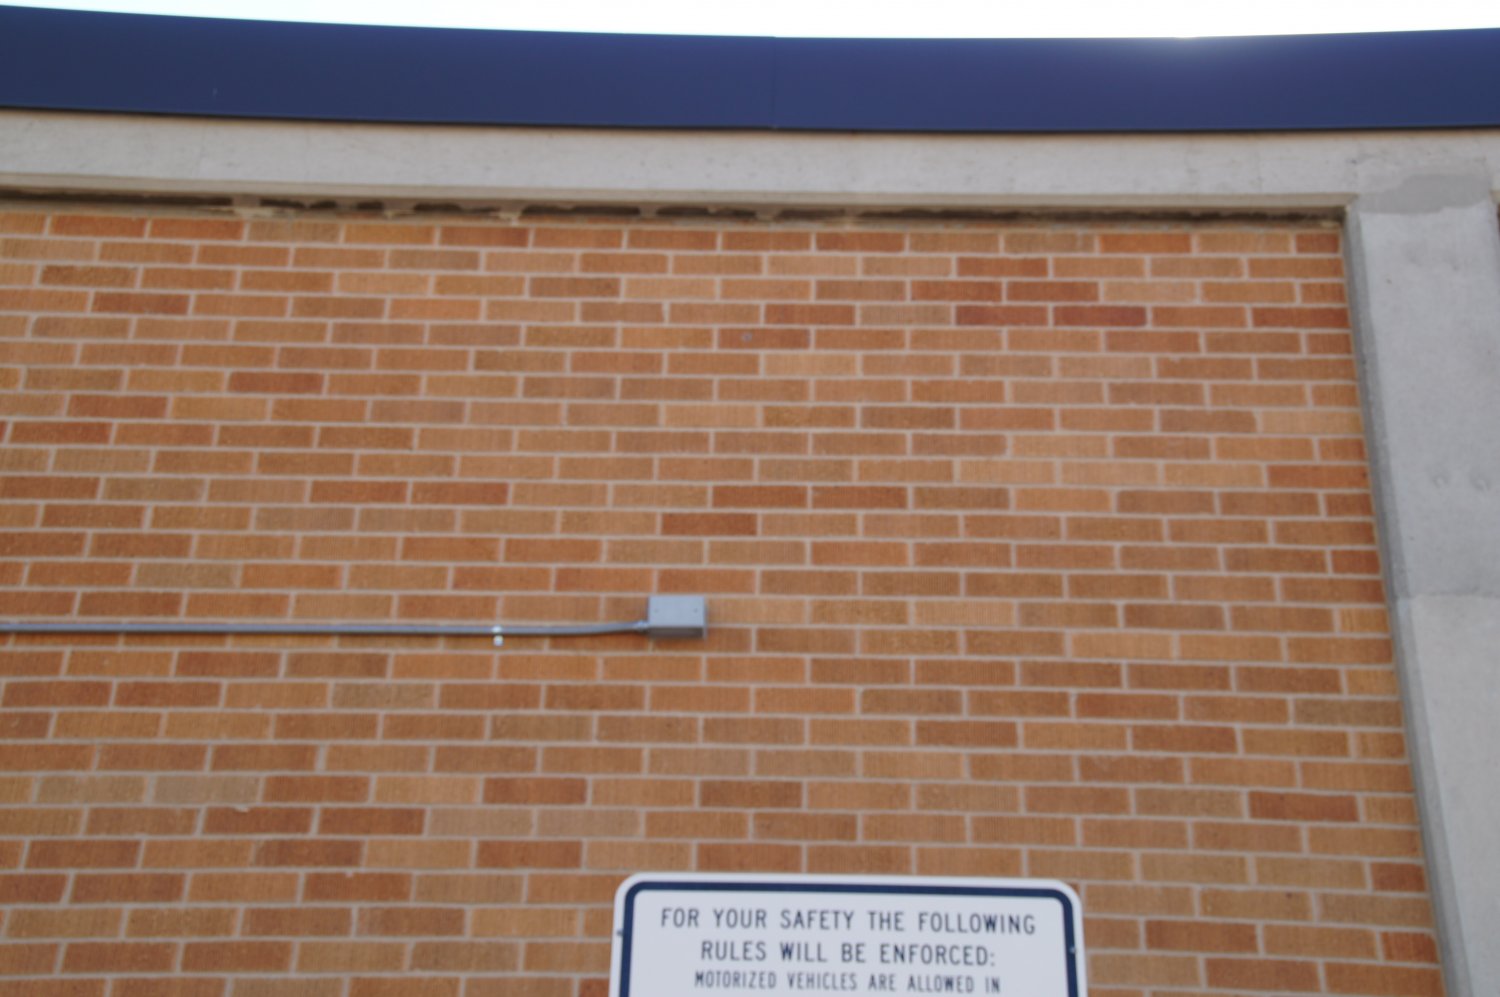 FOR YOUR SAFETY THE FOLLOWING
RULES WILL BE ENFORCED:
MOTORIZED VEHICLES ARE ALLOWED IN